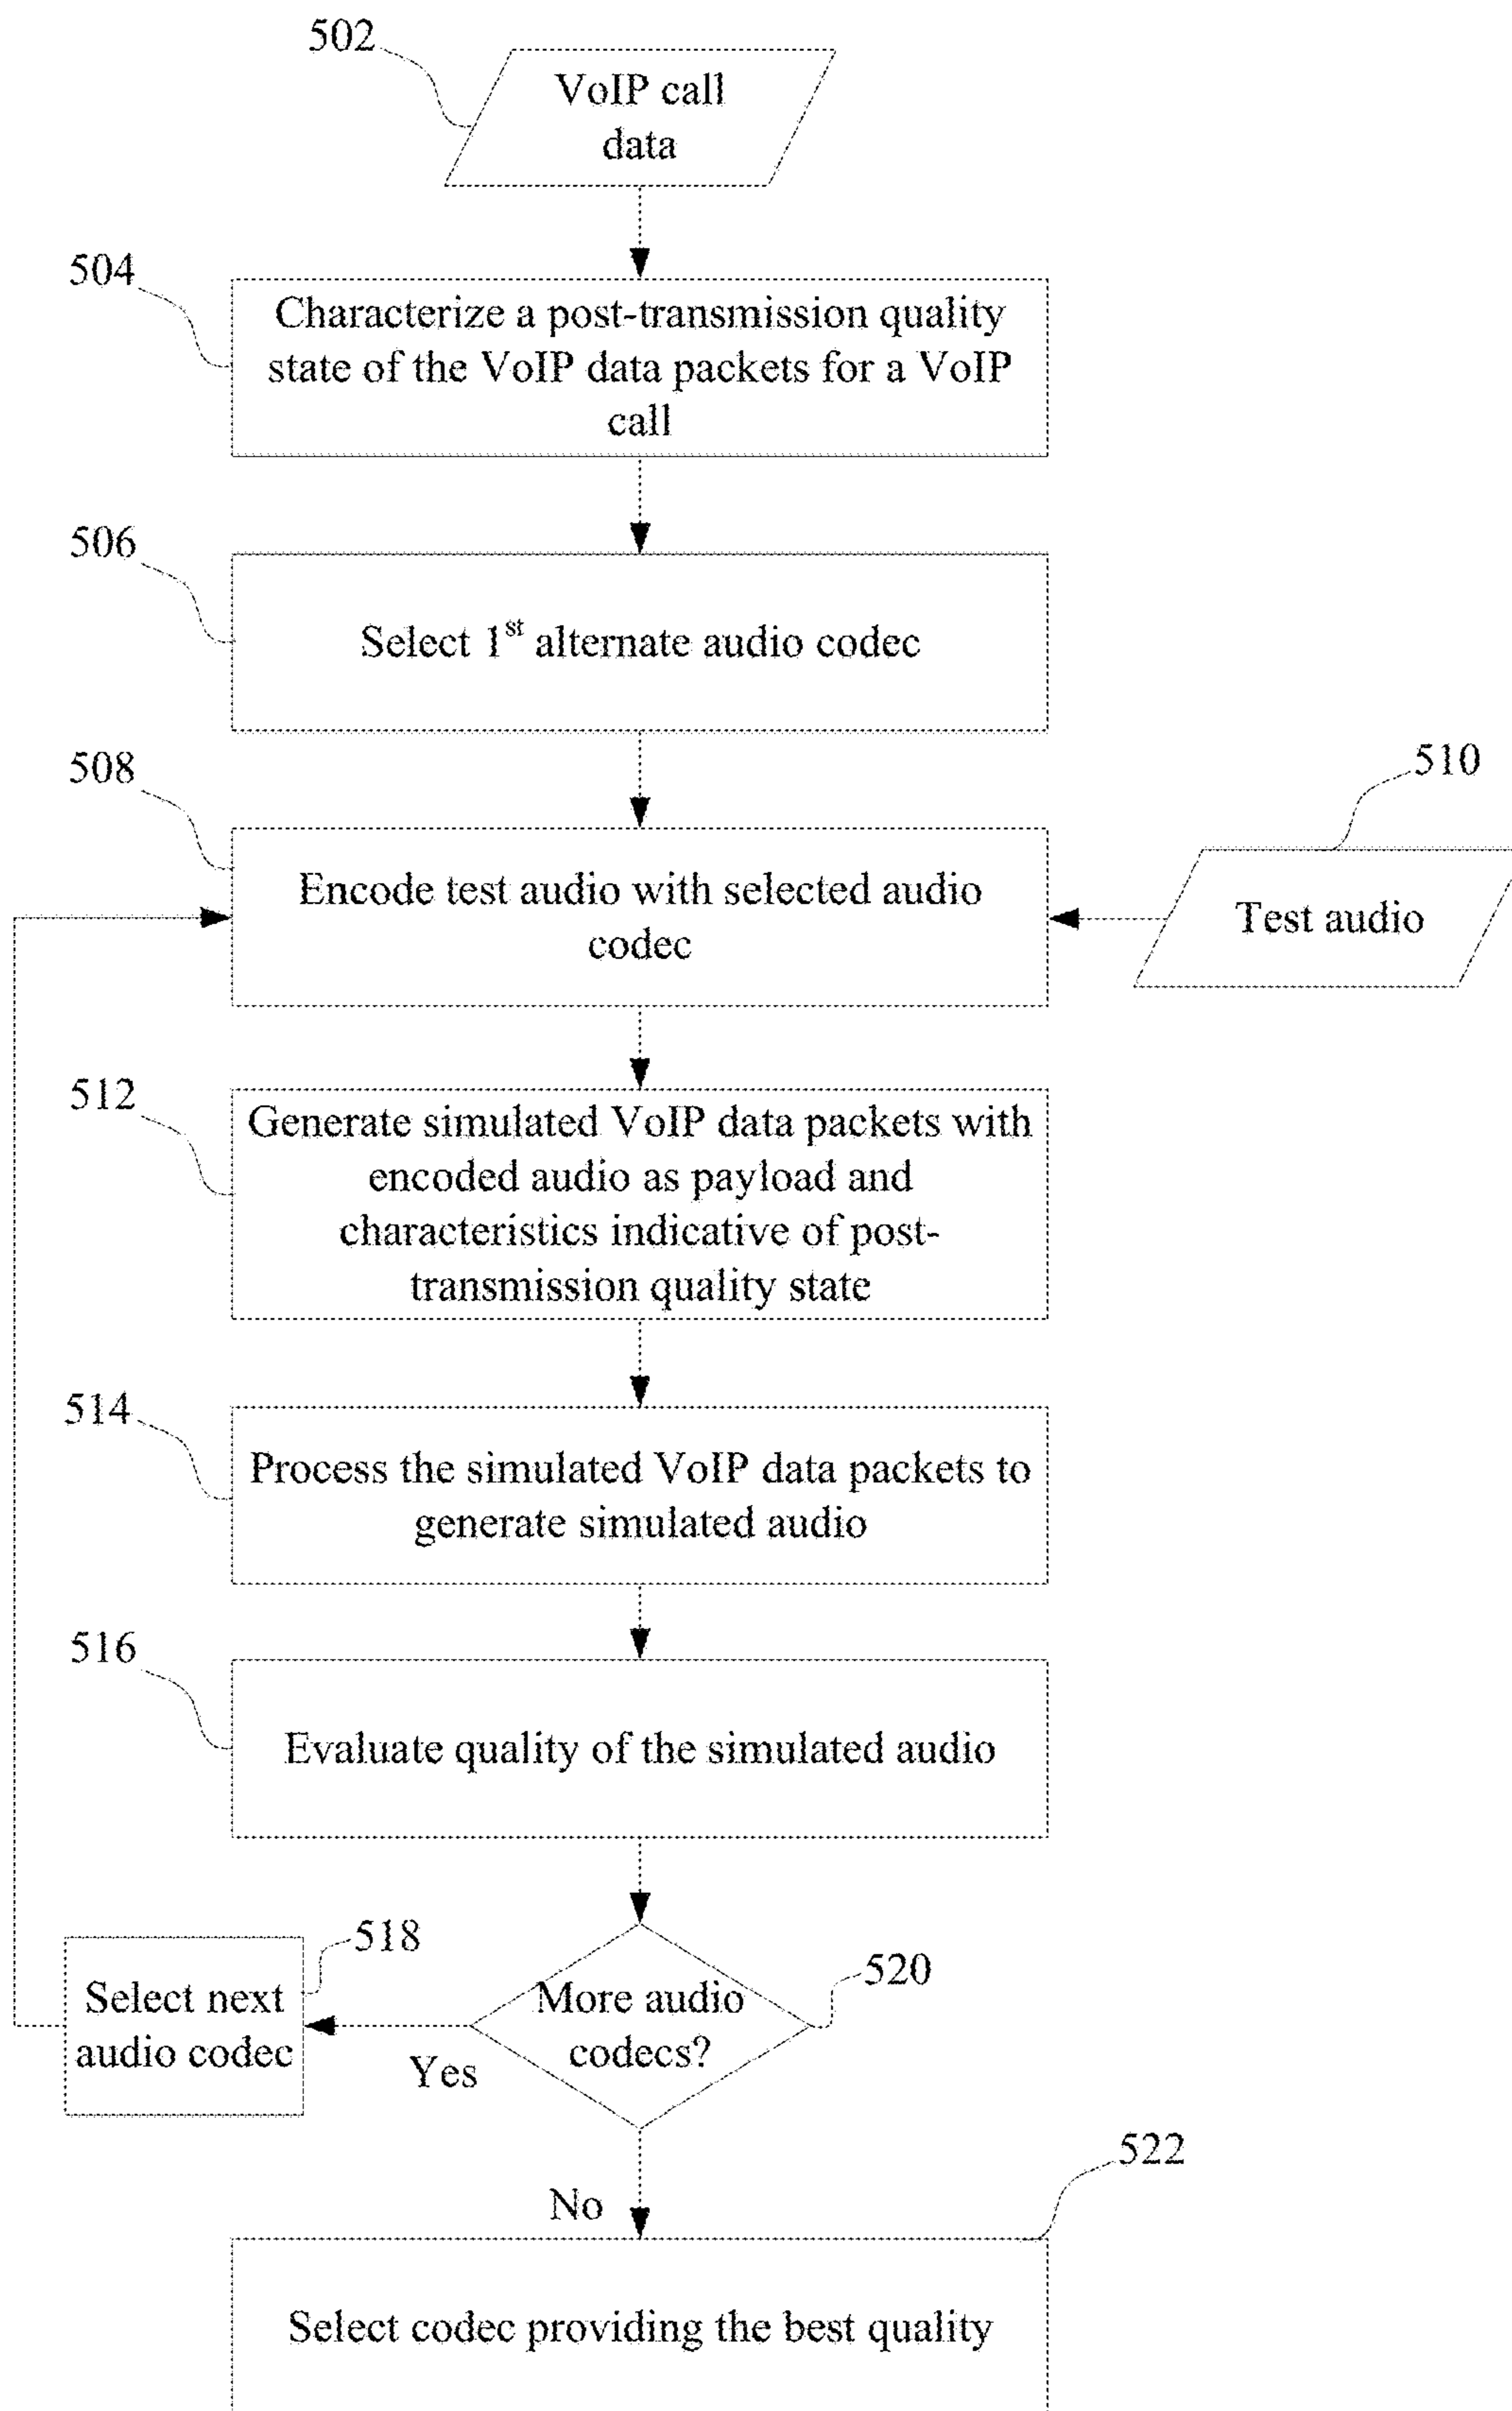 502
VoIP call
data
504
Characterize a post-transmission quality
state of the VoIP data packets for a VoIP
call
506
Select 1st alternate audio codec
508
510
Encode test audio with selected audio
codec
Test audio
512
Generate simulated VoIP data packets with
encoded audio as payload and
characteristics indicative of post-
transmission quality state
514
Process the simulated VoIP data packets to
generate simulated audio
516
Evaluate quality of the simulated audio
518
520
Select next
audio codec
More audio
codecs?
Yes
522
No
Select codec providing the best quality